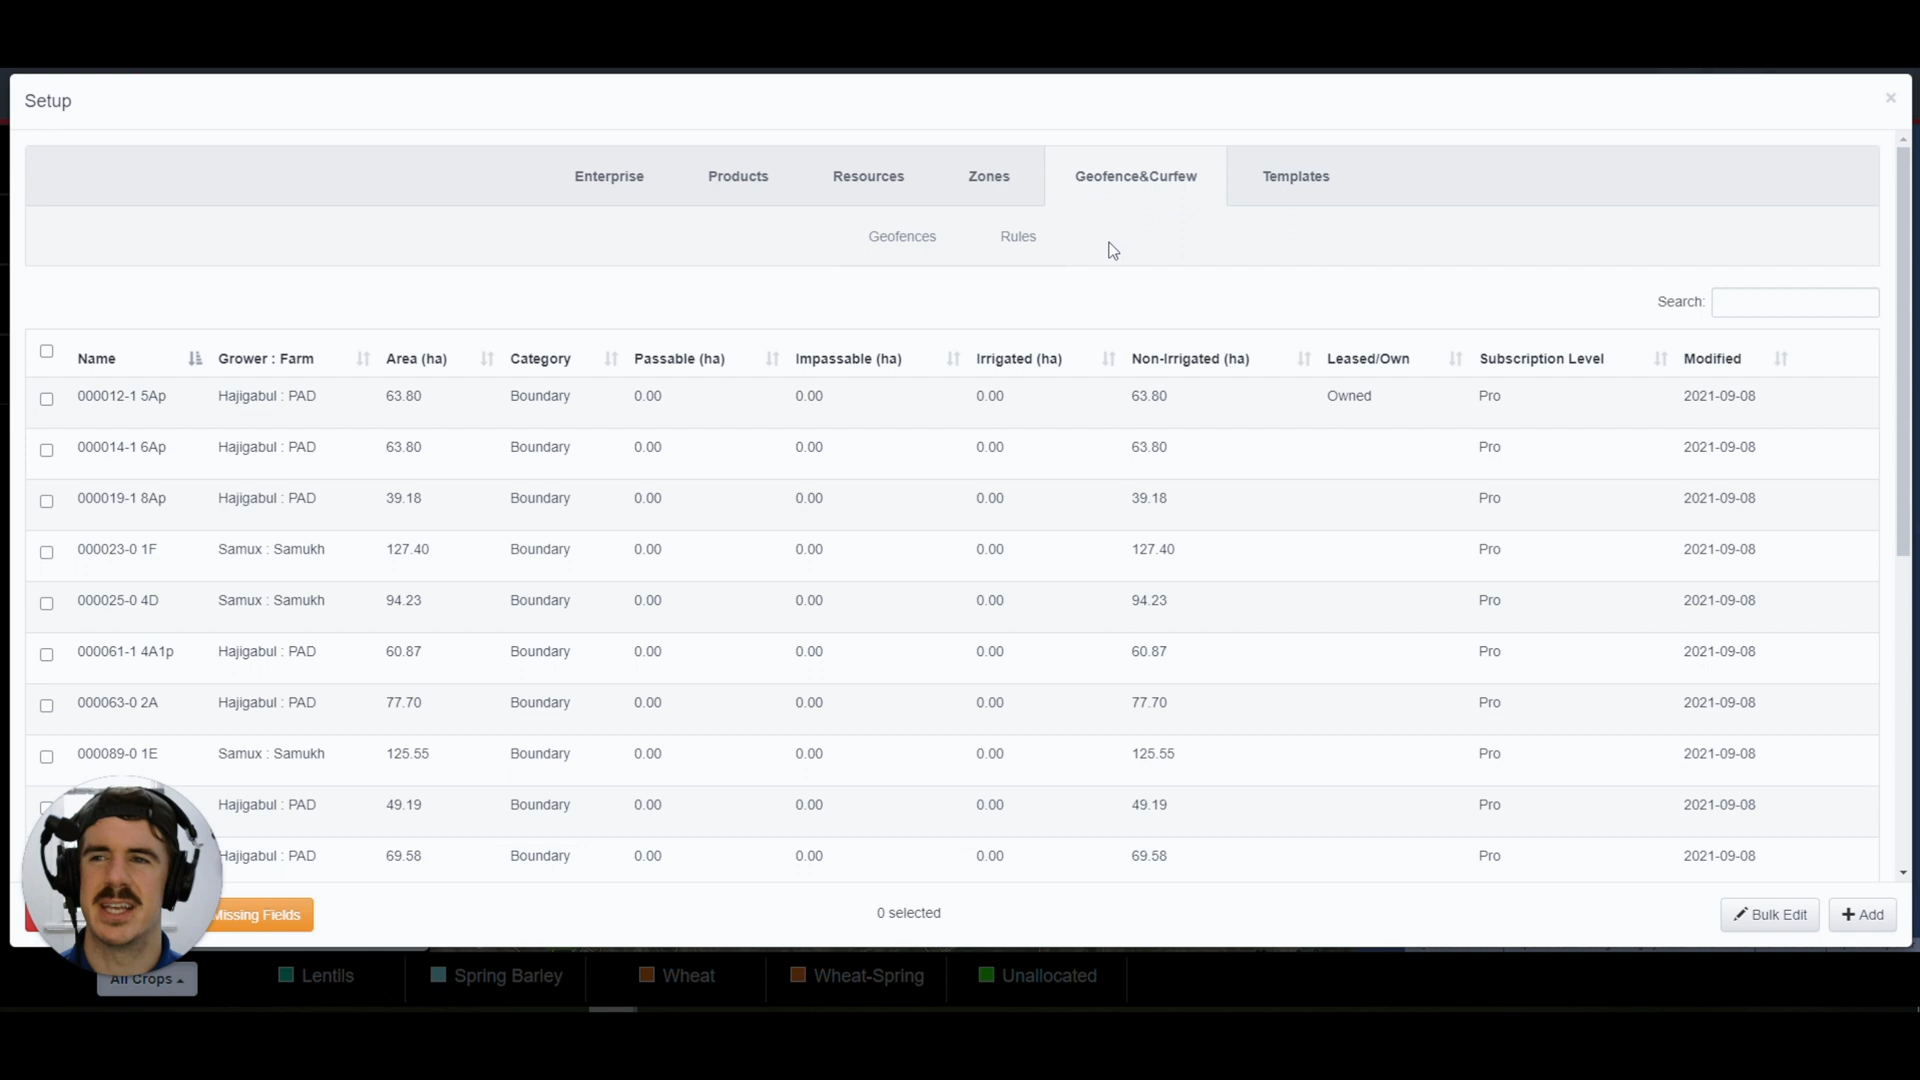 Setup
×
Enterprise Products Resources Zones Geofence&Curfew Templates
Geofences Rules
Search:
Name Grower : Farm Area (ha) Category Passable (ha) Impassable (ha) Irrigated (ha) Non-Irrigated (ha) Leased/Own Subscription Level Modified
000012-1 5Ap Hajigabul : PAD 63.80 Boundary 0.00 0.00 0.00 63.80 Owned Pro 2021-09-08
000014-1 6Ap Hajigabul : PAD 63.80 Boundary 0.00 0.00 0.00 63.80 Pro 2021-09-08
000019-1 8Ap Hajigabul : PAD 39.18 Boundary 0.00 0.00 0.00 39.18 Pro 2021-09-08
000023-0 1F Samux : Samukh 127.40 Boundary 0.00 0.00 0.00 127.40 Pro 2021-09-08
000025-0 4D Samux : Samukh 94.23 Boundary 0.00 0.00 0.00 94.23 Pro 2021-09-08
000061-1 4A1p Hajigabul : PAD 60.87 Boundary 0.00 0.00 0.00 60.87 Pro 2021-09-08
000063-0 2A Hajigabul : PAD 77.70 Boundary 0.00 0.00 0.00 77.70 Pro 2021-09-08
000089-0 1E Samux : Samukh 125.55 Boundary 0.00 0.00 0.00 125.55 Pro 2021-09-08
Hajigabul : PAD 49.19 Boundary 0.00 0.00 0.00 49.19 Pro 2021-09-08
Hajigabul : PAD 69.58 Boundary 0.00 0.00 0.00 69.58 Pro 2021-09-08
Missing Fields 0 selected Bulk Edit + Add
All Crops Lentils Spring Barley Wheat Wheat-Spring Unallocated